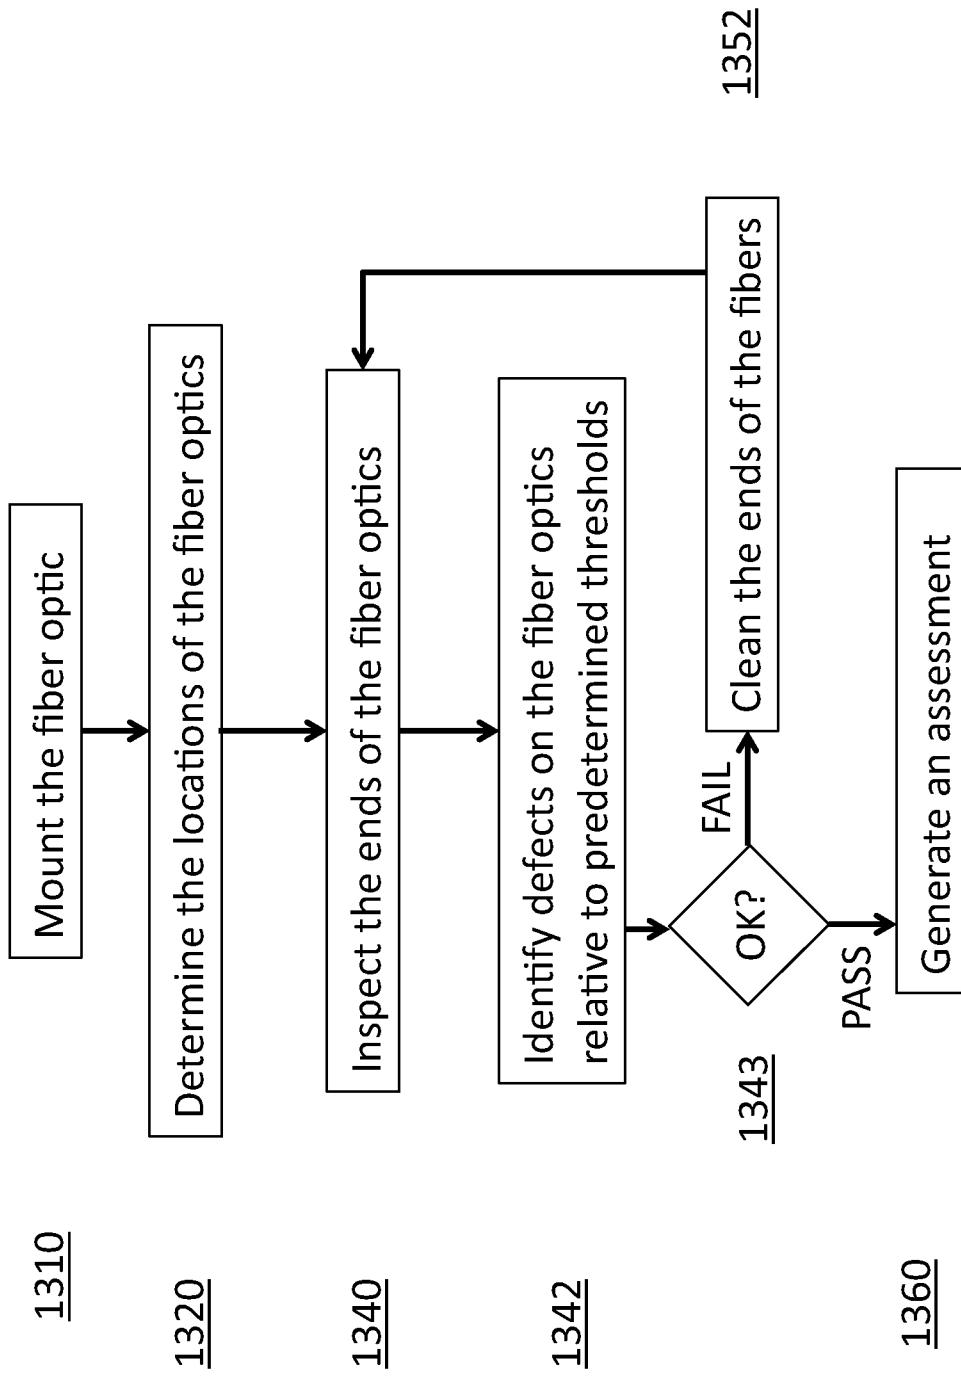 1310
Mount the fiber optic
1320
Determine the locations of the fiber optics
1340
Inspect the ends of the fiber optics
1342
Identify defects on the fiber optics
relative to predetermined thresholds
1343
OK?
FAIL
Clean the ends of the fibers
1352
PASS
1360
Generate an assessment